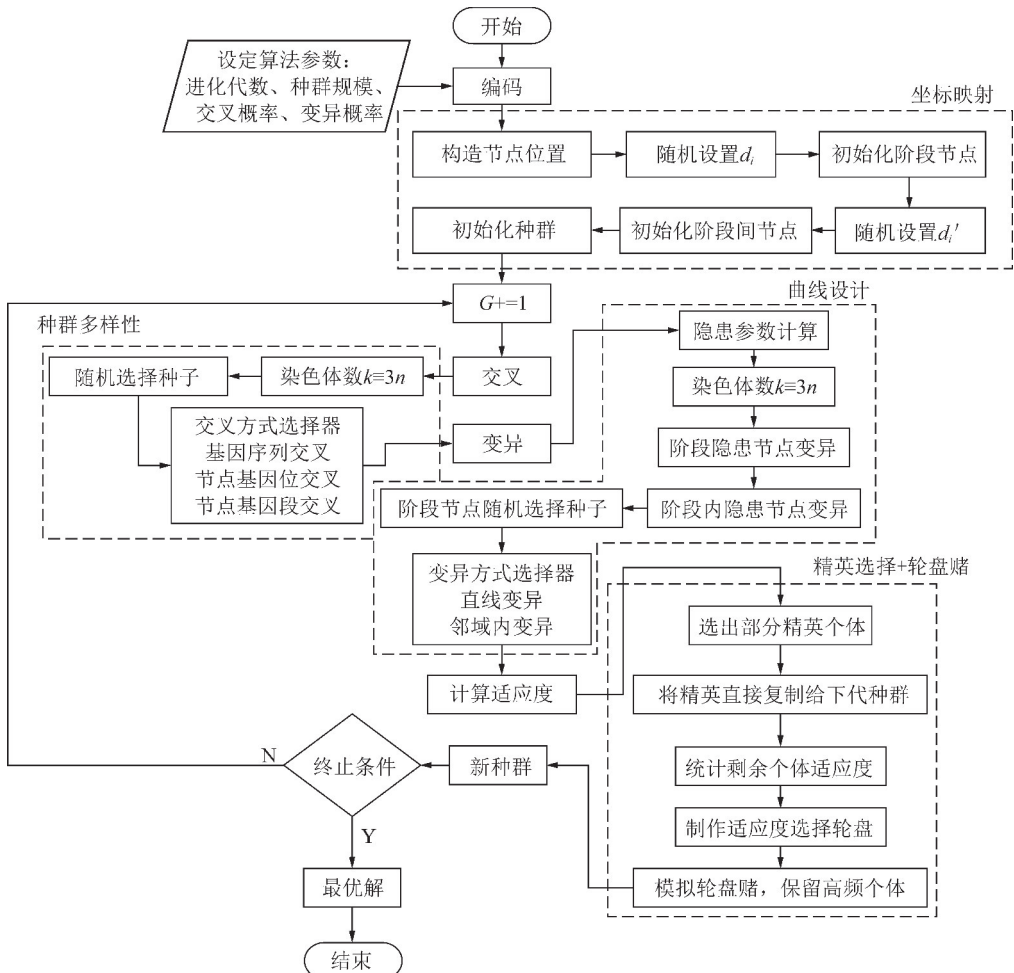 开始
设定算法参数：
进化代数、种群规模、
交叉概率、变异概率
编码
坐标映射
构造节点位置
随机设置dᵢ
初始化阶段节点
随机设置dᵢ′
初始化阶段间节点
初始化种群
G+=1
种群多样性
交叉
染色体数k≡3n
随机选择种子
交叉方式选择器
基因序列交叉
节点基因位交叉
节点基因段交叉
变异
曲线设计
隐患参数计算
染色体数k≡3n
阶段隐患节点变异
阶段内隐患节点变异
阶段节点随机选择种子
变异方式选择器
直线变异
邻域内变异
计算适应度
精英选择+轮盘赌
选出部分精英个体
将精英直接复制给下代种群
统计剩余个体适应度
制作适应度选择轮盘
模拟轮盘赌，保留高频个体
新种群
终止条件
N
Y
最优解
结束